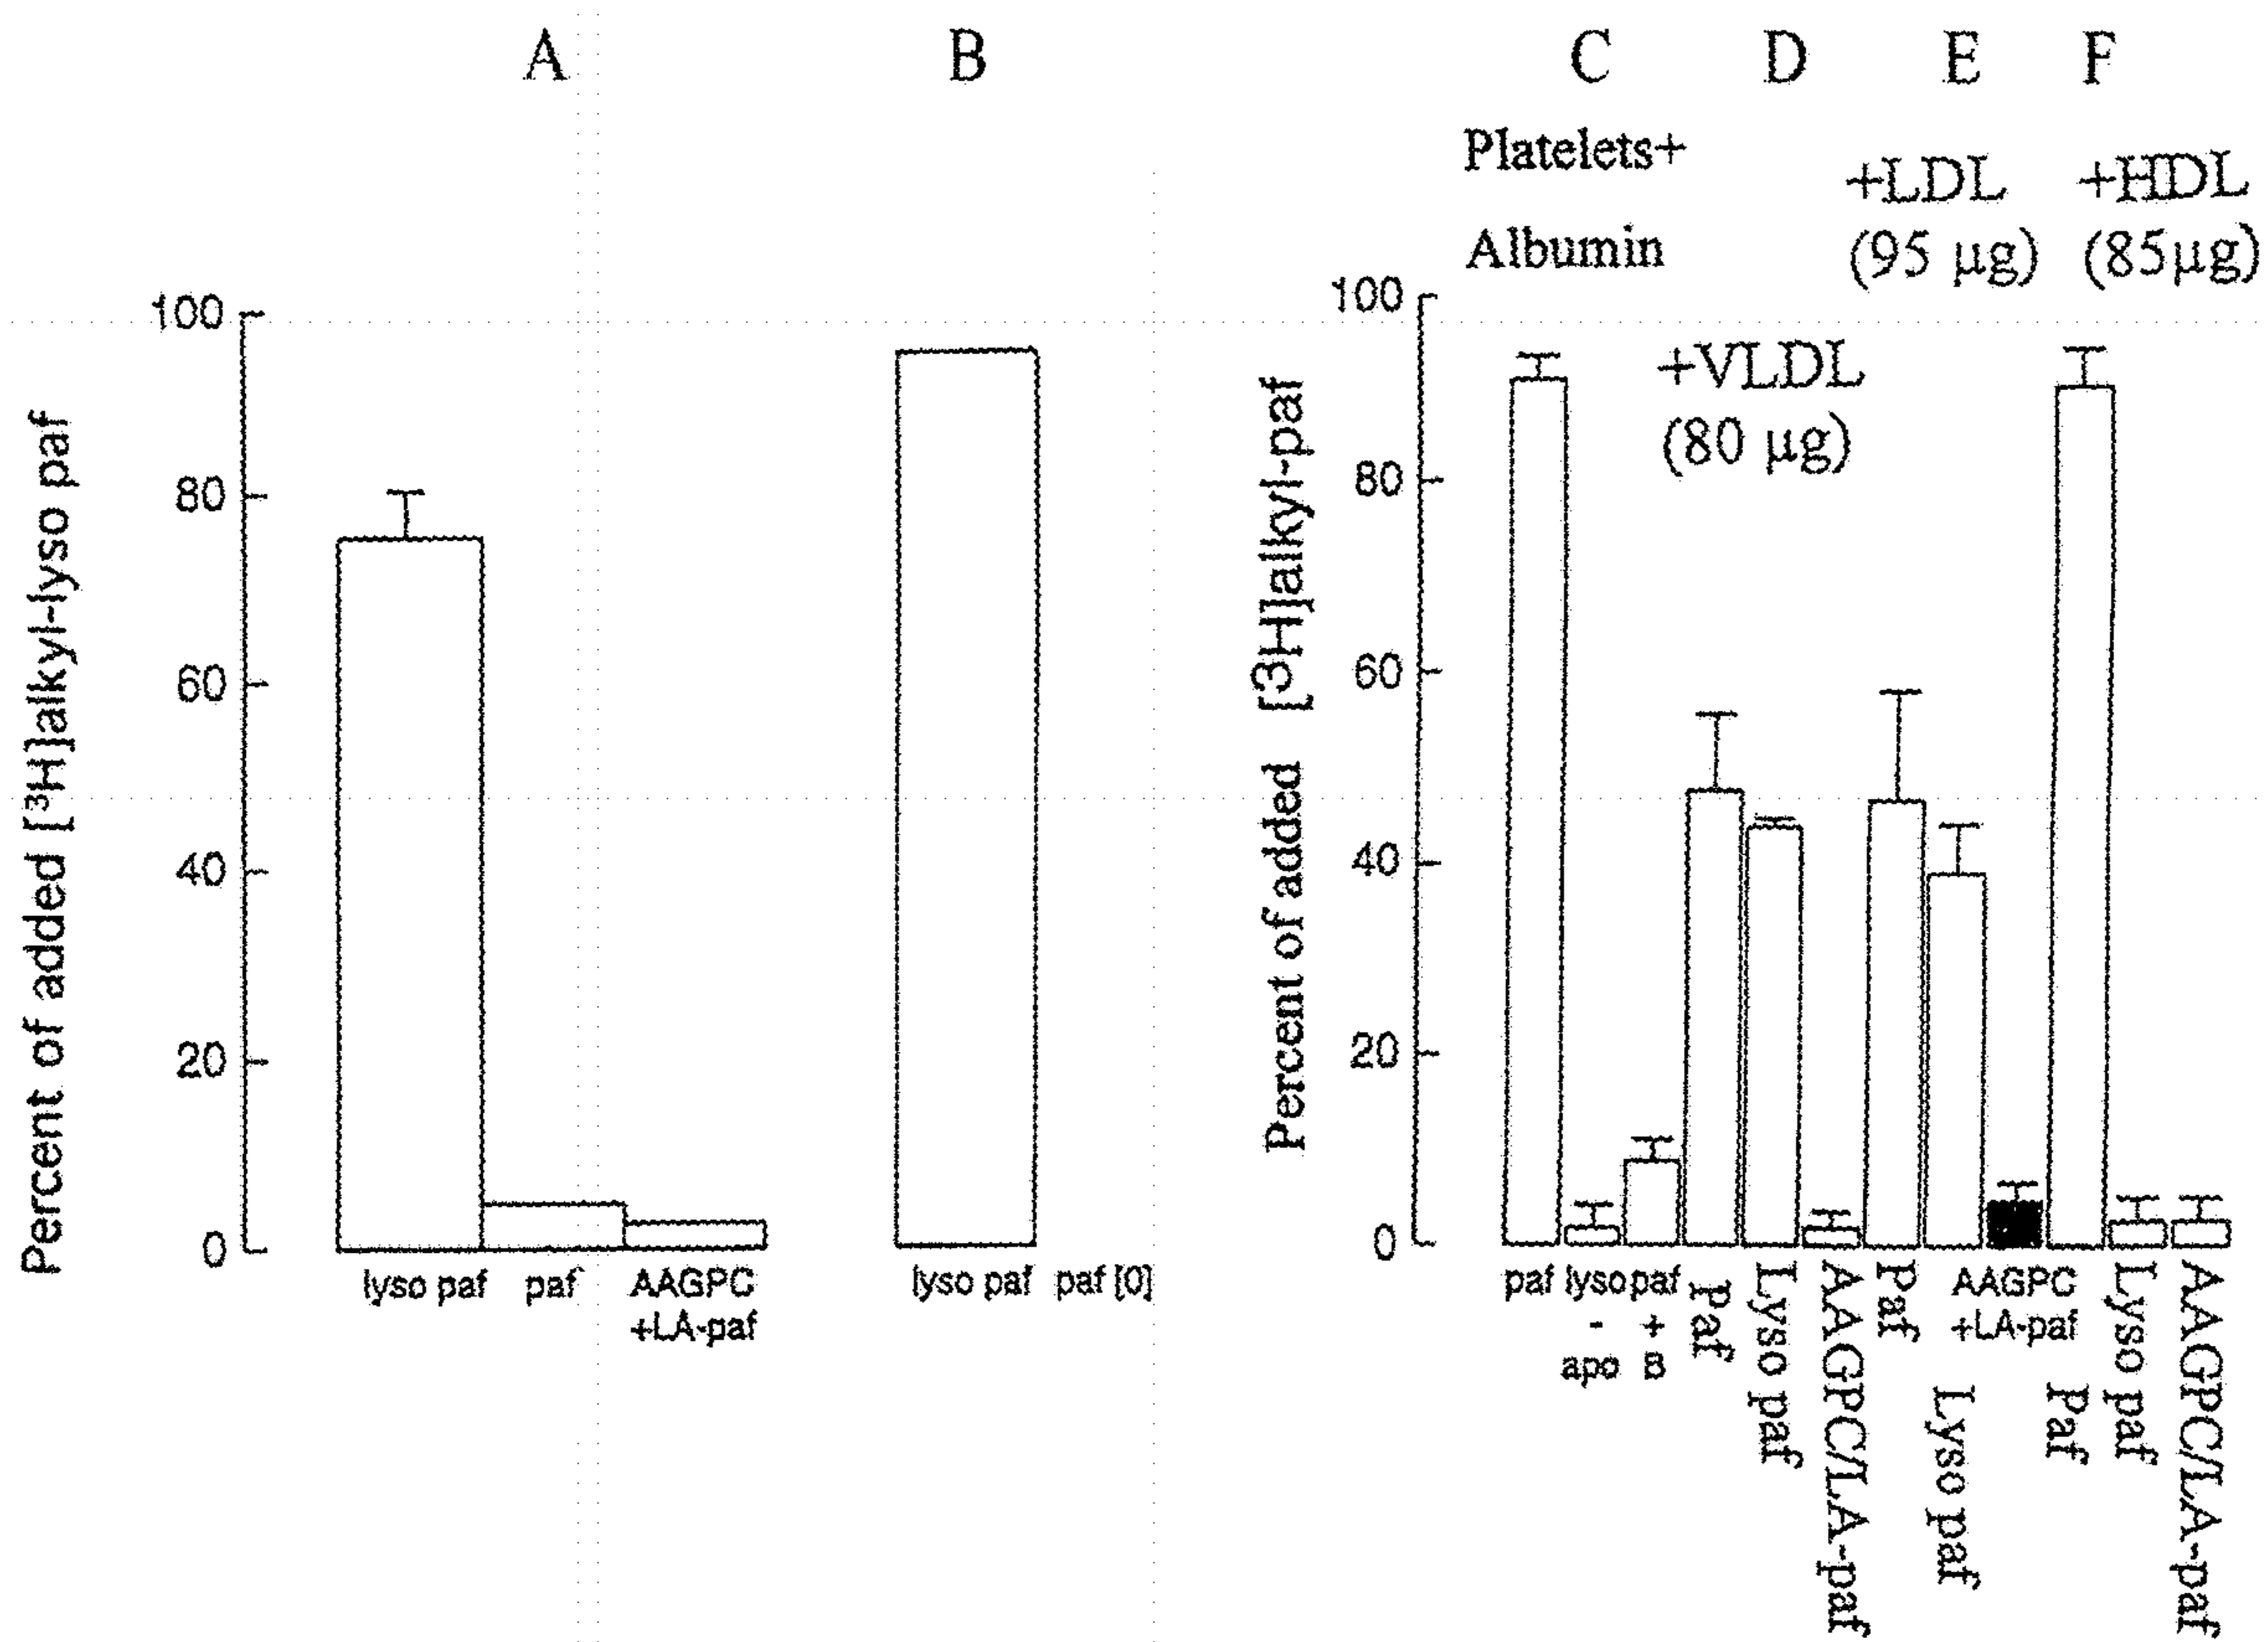 A
B
C
D
E
F
Platelets+
Albumin
+LDL
(95 µg)
+HDL
(85µg)
+VLDL
(80 µg)
Percent of added [³H]alkyl-lyso paf
100
80
60
40
20
0
lyso paf
paf
AAGPC
+LA-paf
lyso paf
paf [0]
Percent of added [3H]alkyl-paf
100
80
60
40
20
0
paf
lyso
-
apo
paf
+
B
Paf
Lyso paf
AAGPC/LA-paf
Paf
Lyso paf
AAGPC
+LA-paf
Paf
Lyso paf
AAGPC/LA-paf